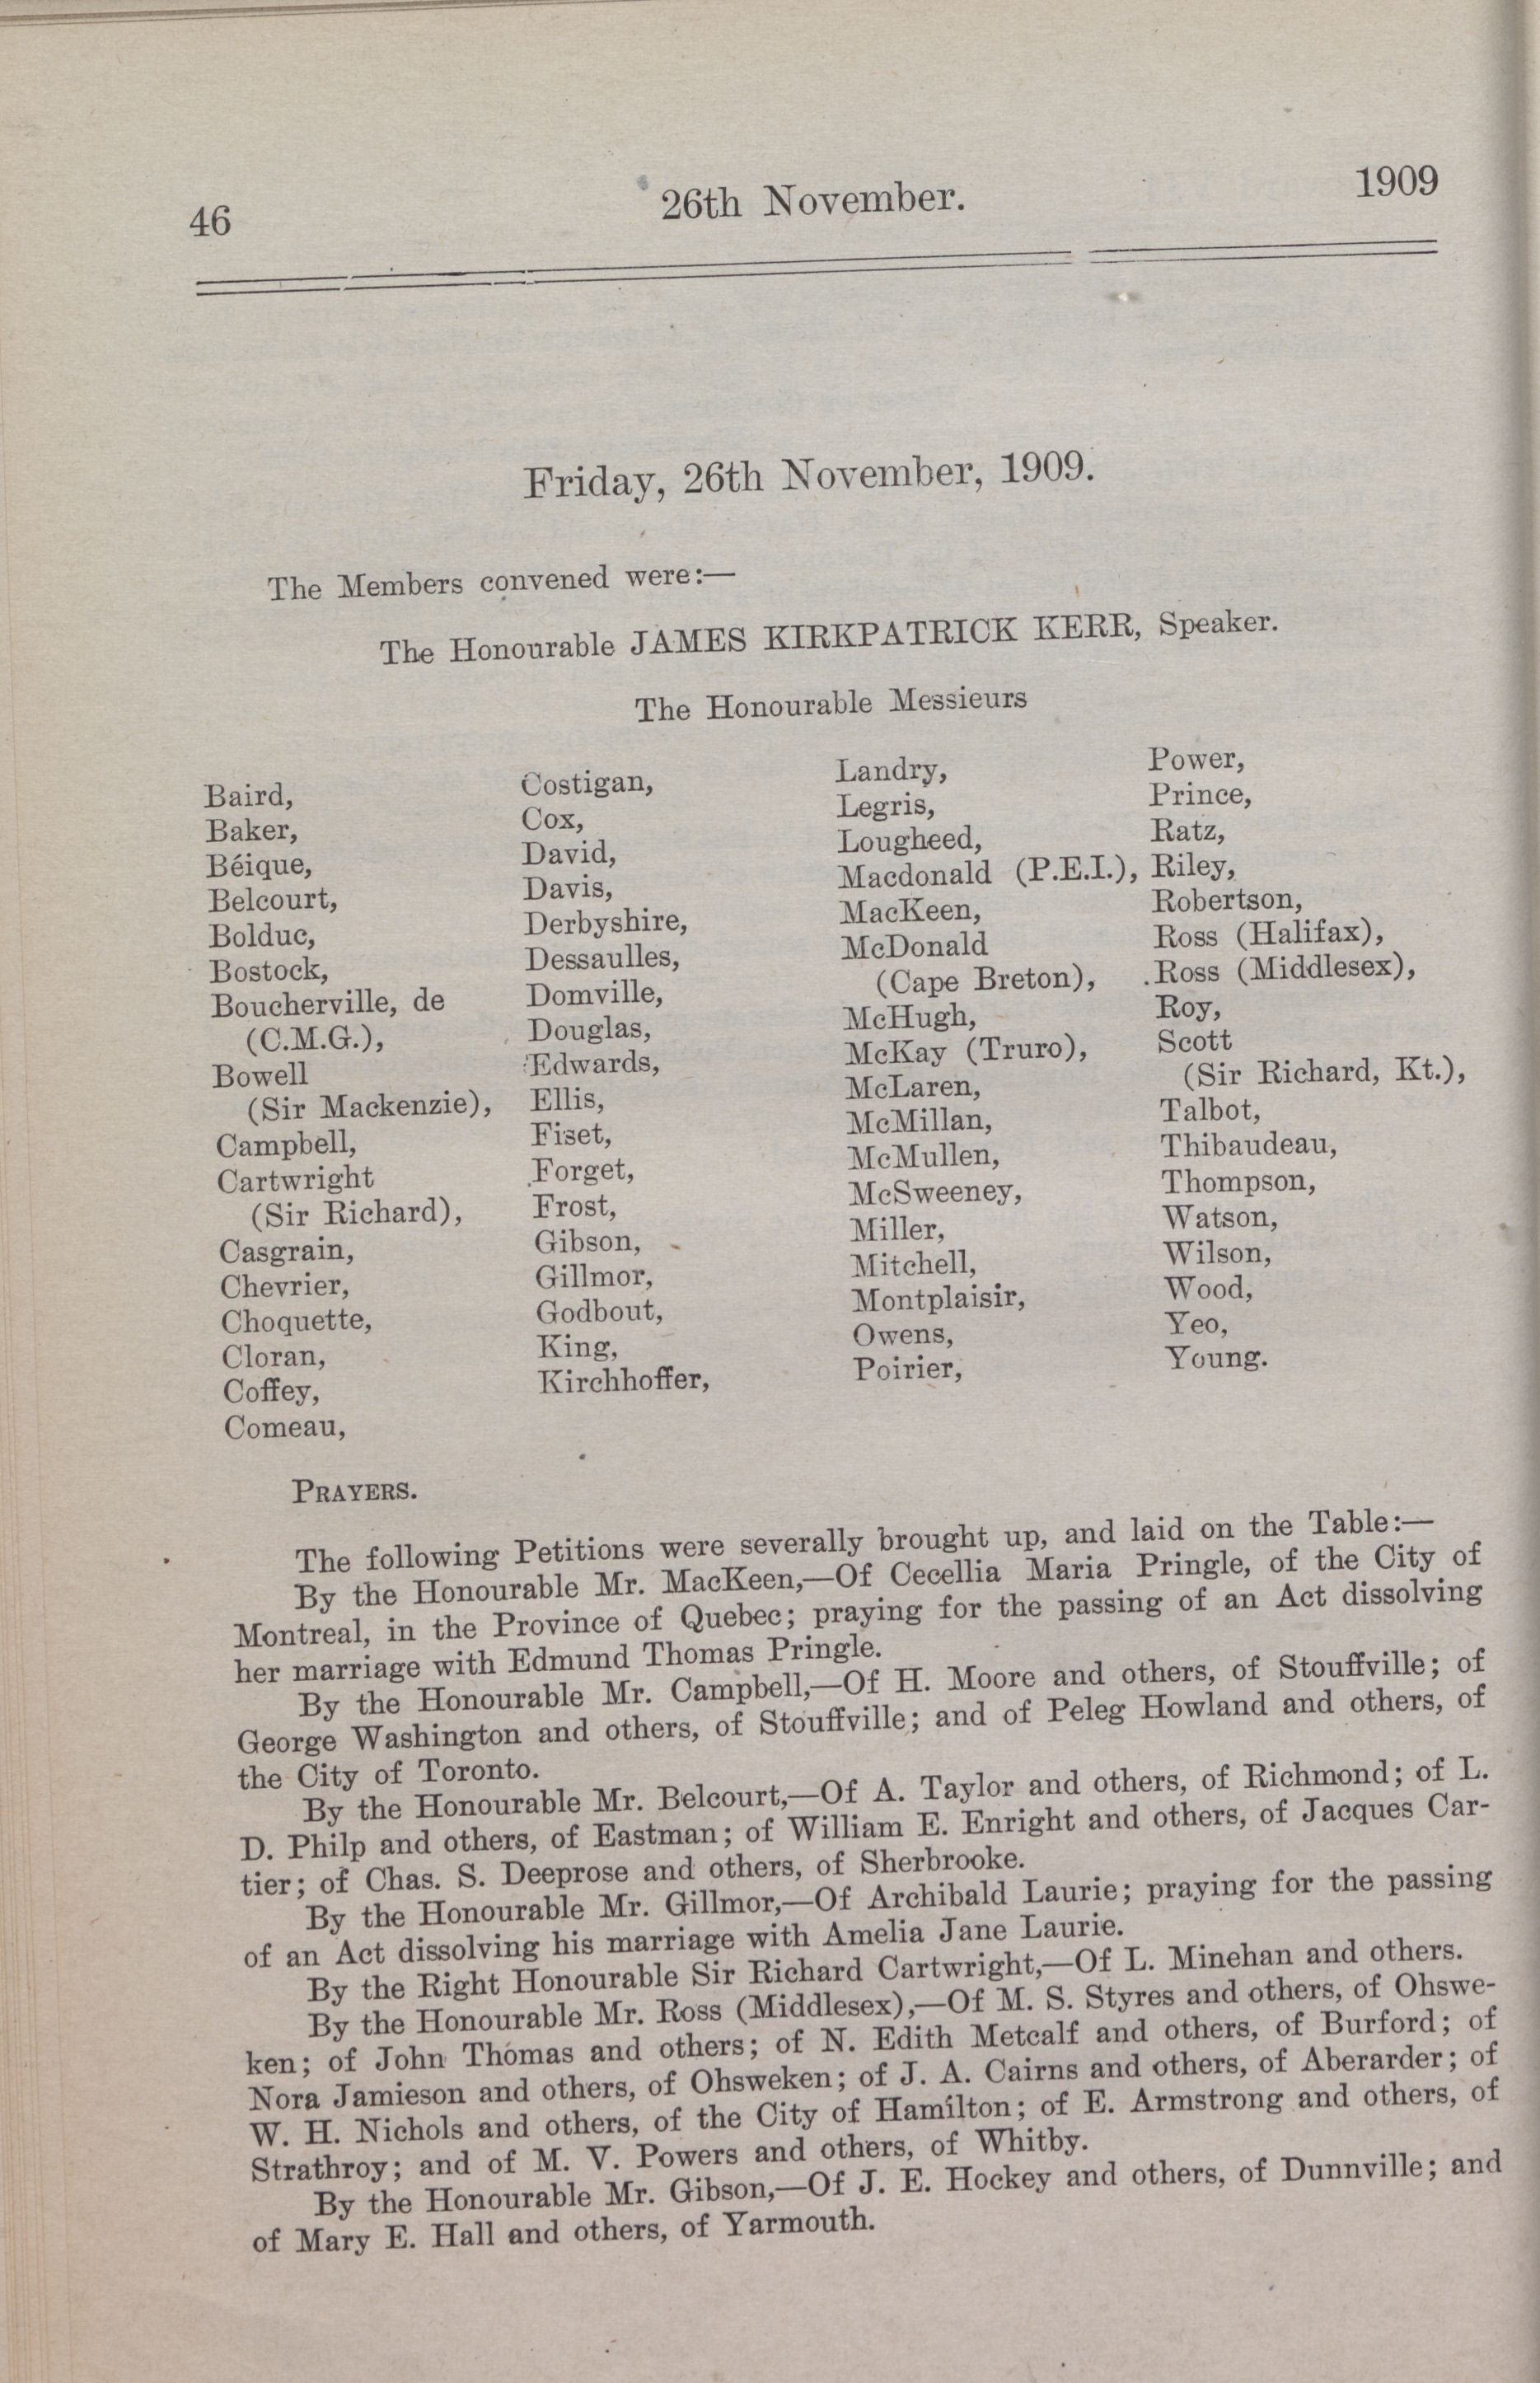 46
26th November.
1909
Friday, 26th November, 1909.
The Members convened were:—
The Honourable JAMES KIRKPATRICK KERR, Speaker.
The Honourable Messieurs
Baird,
Baker,
Béique,
Belcourt,
Bolduc,
Bostock,
Boucherville, de
(C.M.G.),
Bowell
(Sir Mackenzie),
Campbell,
Cartwright
(Sir Richard),
Casgrain,
Chevrier,
Choquette,
Cloran,
Coffey,
Comeau,
Costigan,
Cox,
David,
Davis,
Derbyshire,
Dessaulles,
Domville,
Douglas,
Edwards,
Ellis,
Fiset,
Forget,
Frost,
Gibson,
Gillmor,
Godbout,
King,
Kirchhoffer,
Landry,
Legris,
Lougheed,
Macdonald (P.E.I.),
MacKeen,
McDonald
(Cape Breton),
McHugh,
McKay (Truro),
McLaren,
McMillan,
McMullen,
McSweeney,
Miller,
Mitchell,
Montplaisir,
Owens,
Poirier,
Power,
Prince,
Ratz,
Riley,
Robertson,
Ross (Halifax),
Ross (Middlesex),
Roy,
Scott
(Sir Richard, Kt.),
Talbot,
Thibaudeau,
Thompson,
Watson,
Wilson,
Wood,
Yeo,
Young.
PRAYERS.
The following Petitions were severally brought up, and laid on the Table:—
By the Honourable Mr. MacKeen,—Of Cecellia Maria Pringle, of the City of
Montreal, in the Province of Quebec; praying for the passing of an Act dissolving
her marriage with Edmund Thomas Pringle.
By the Honourable Mr. Campbell,—Of H. Moore and others, of Stouffville; of
George Washington and others, of Stouffville; and of Peleg Howland and others, of
the City of Toronto.
By the Honourable Mr. Belcourt,—Of A. Taylor and others, of Richmond; of L.
D. Philp and others, of Eastman; of William E. Enright and others, of Jacques Car-
tier; of Chas. S. Deeprose and others, of Sherbrooke.
By the Honourable Mr. Gillmor,—Of Archibald Laurie; praying for the passing
of an Act dissolving his marriage with Amelia Jane Laurie.
By the Right Honourable Sir Richard Cartwright,—Of L. Minehan and others.
By the Honourable Mr. Ross (Middlesex),—Of M. S. Styres and others, of Ohswe-
ken; of John Thomas and others; of N. Edith Metcalf and others, of Burford; of
Nora Jamieson and others, of Ohsweken; of J. A. Cairns and others, of Aberarder; of
W. H. Nichols and others, of the City of Hamilton; of E. Armstrong and others, of
Strathroy; and of M. V. Powers and others, of Whitby.
By the Honourable Mr. Gibson,—Of J. E. Hockey and others, of Dunnville; and
of Mary E. Hall and others, of Yarmouth.